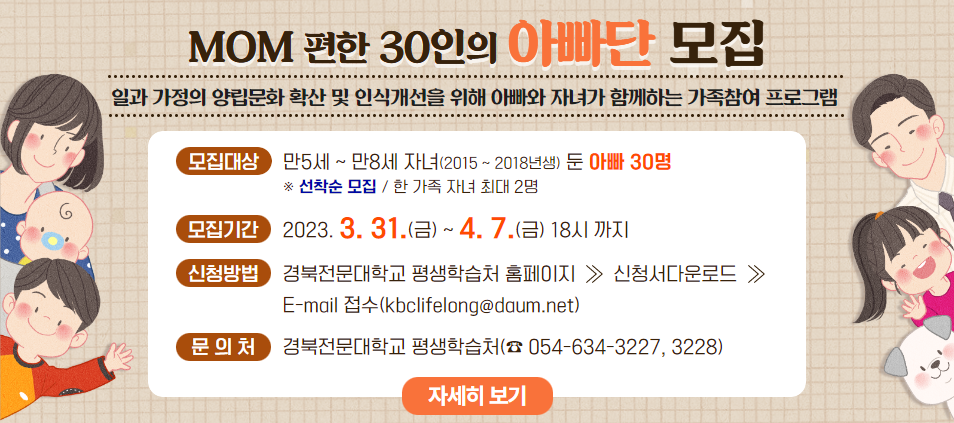 MOM 편한 30인의 아빠단 모집
일과 가정의 양립문화 확산 및 인식개선을 위해 아빠와 자녀가 함께하는 가족참여 프로그램
모집대상 만5세 ~ 만8세 자녀(2015 ~ 2018년생) 둔 아빠 30명
※ 선착순 모집 / 한 가족 자녀 최대 2명
모집기간 2023. 3. 31.(금) ~ 4. 7.(금) 18시 까지
신청방법 경북전문대학교 평생학습처 홈페이지 ≫ 신청서다운로드 ≫
E-mail 접수(kbclifelong@daum.net)
문 의 처 경북전문대학교 평생학습처(☎ 054-634-3227, 3228)
자세히 보기